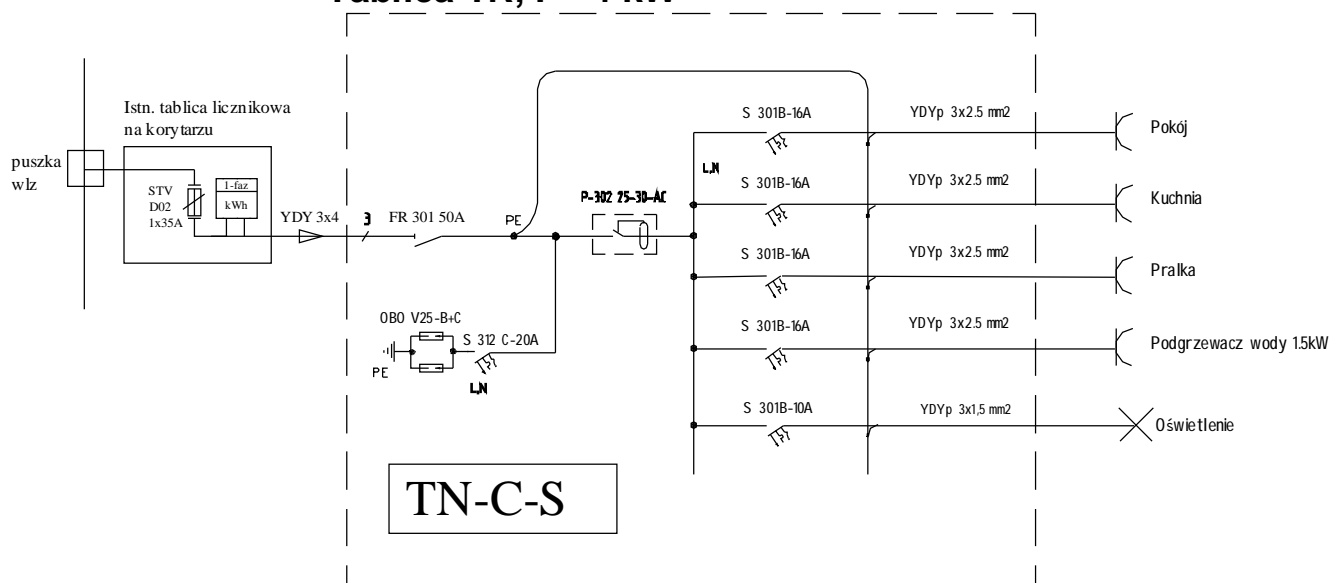 Istn. tablica licznikowa
na korytarzu
puszka
wlz
STV
D02
1x35A
1-faz
kWh
YDY 3x4
3
FR 301 50A
PE
P-302 25-30-AC
L,N
S 301B-16A
YDYp 3x2.5 mm2
Pokój
S 301B-16A
YDYp 3x2.5 mm2
Kuchnia
S 301B-16A
YDYp 3x2.5 mm2
Pralka
S 301B-16A
YDYp 3x2.5 mm2
Podgrzewacz wody 1.5kW
S 301B-10A
YDYp 3x1,5 mm2
Oświetlenie
OBO V25-B+C
S 312 C-20A
PE
L,N
TN-C-S